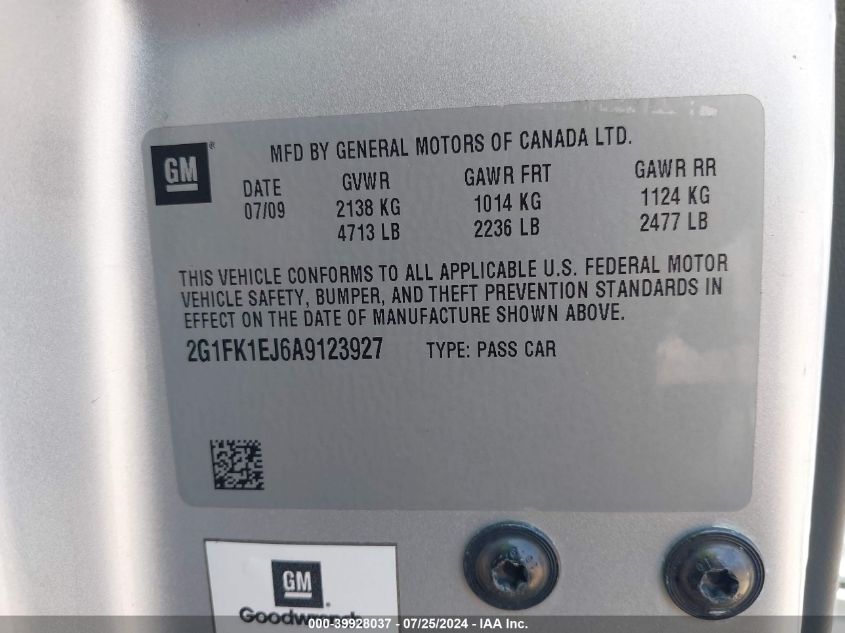 MFD BY GENERAL MOTORS OF CANADA LTD.
GM®
DATE GVWR GAWR FRT GAWR RR
07/09 2138 KG 1014 KG 1124 KG
4713 LB 2236 LB 2477 LB
THIS VEHICLE CONFORMS TO ALL APPLICABLE U.S. FEDERAL MOTOR
VEHICLE SAFETY, BUMPER, AND THEFT PREVENTION STANDARDS IN
EFFECT ON THE DATE OF MANUFACTURE SHOWN ABOVE.
2G1FK1EJ6A9123927 TYPE: PASS CAR
GM
000-39928037 / 07/25/2024 - IAA Inc.